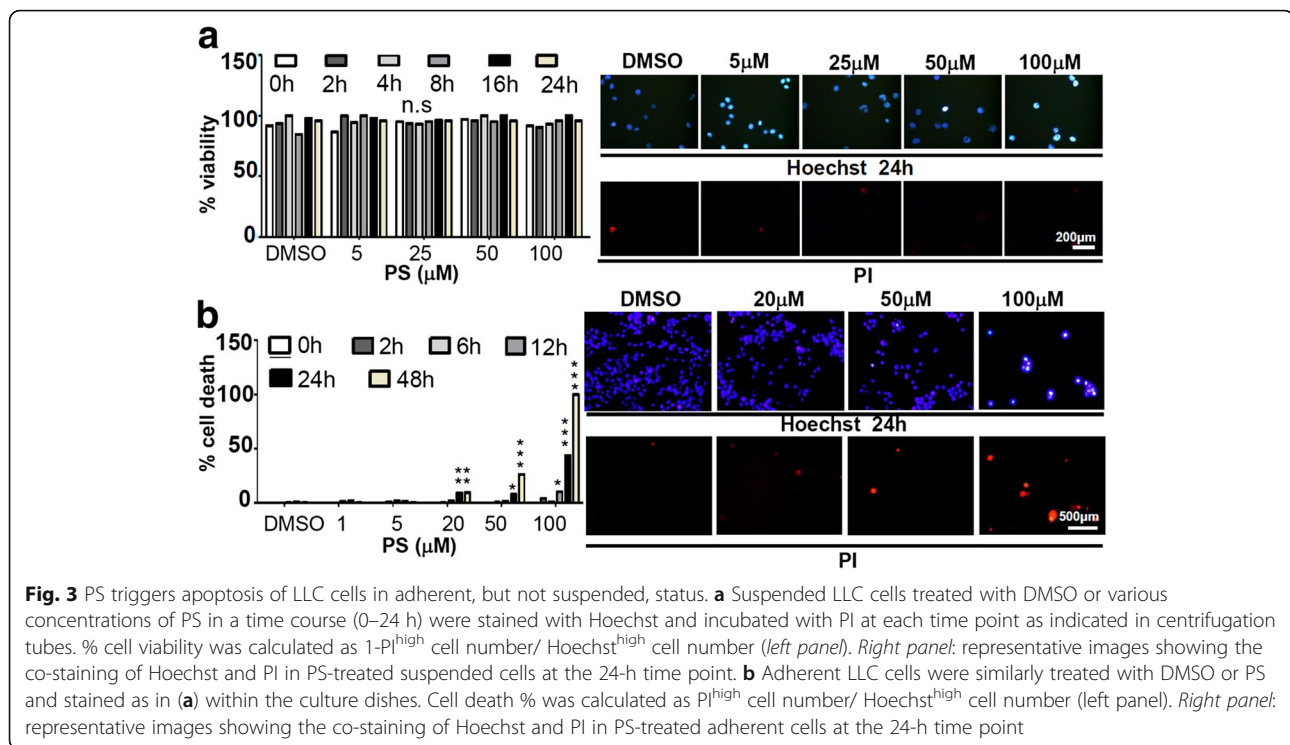 a
150
100
50
0
% viability
0h 2h 4h 8h 16h 24h
n.s
DMSO 5 25 50 100
PS (μM)
DMSO 5μM 25μM 50μM 100μM
Hoechst 24h
200μm
PI
b
150
100
50
0
% cell death
0h 2h 6h 12h
24h 48h
** ** * *** * *** ***
DMSO 1 5 20 50 100
PS (μM)
DMSO 20μM 50μM 100μM
Hoechst 24h
500μm
PI
Fig. 3 PS triggers apoptosis of LLC cells in adherent, but not suspended, status. a Suspended LLC cells treated with DMSO or various
concentrations of PS in a time course (0–24 h) were stained with Hoechst and incubated with PI at each time point as indicated in centrifugation
tubes. % cell viability was calculated as 1-PIhigh cell number/ Hoechsthigh cell number (left panel). Right panel: representative images showing the
co-staining of Hoechst and PI in PS-treated suspended cells at the 24-h time point. b Adherent LLC cells were similarly treated with DMSO or PS
and stained as in (a) within the culture dishes. Cell death % was calculated as PIhigh cell number/ Hoechsthigh cell number (left panel). Right panel:
representative images showing the co-staining of Hoechst and PI in PS-treated adherent cells at the 24-h time point